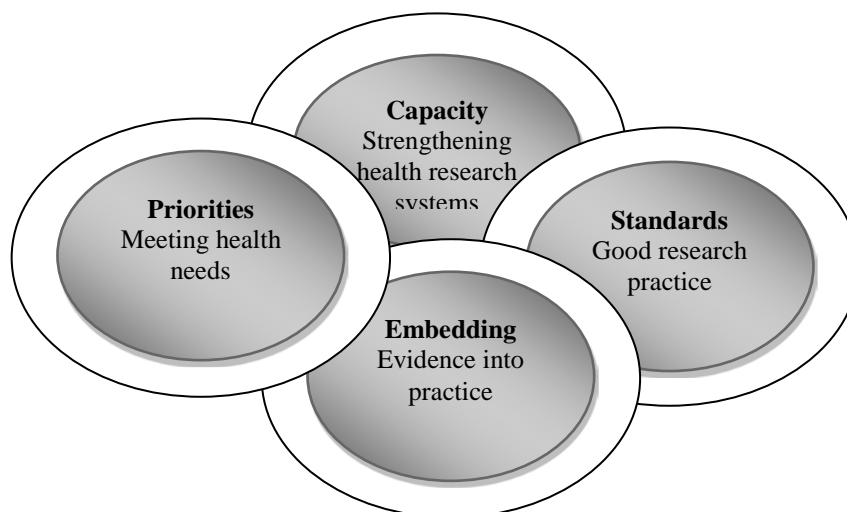 Capacity
Strengthening
health research
systems
Priorities
Meeting health
needs
Standards
Good research
practice
Embedding
Evidence into
practice